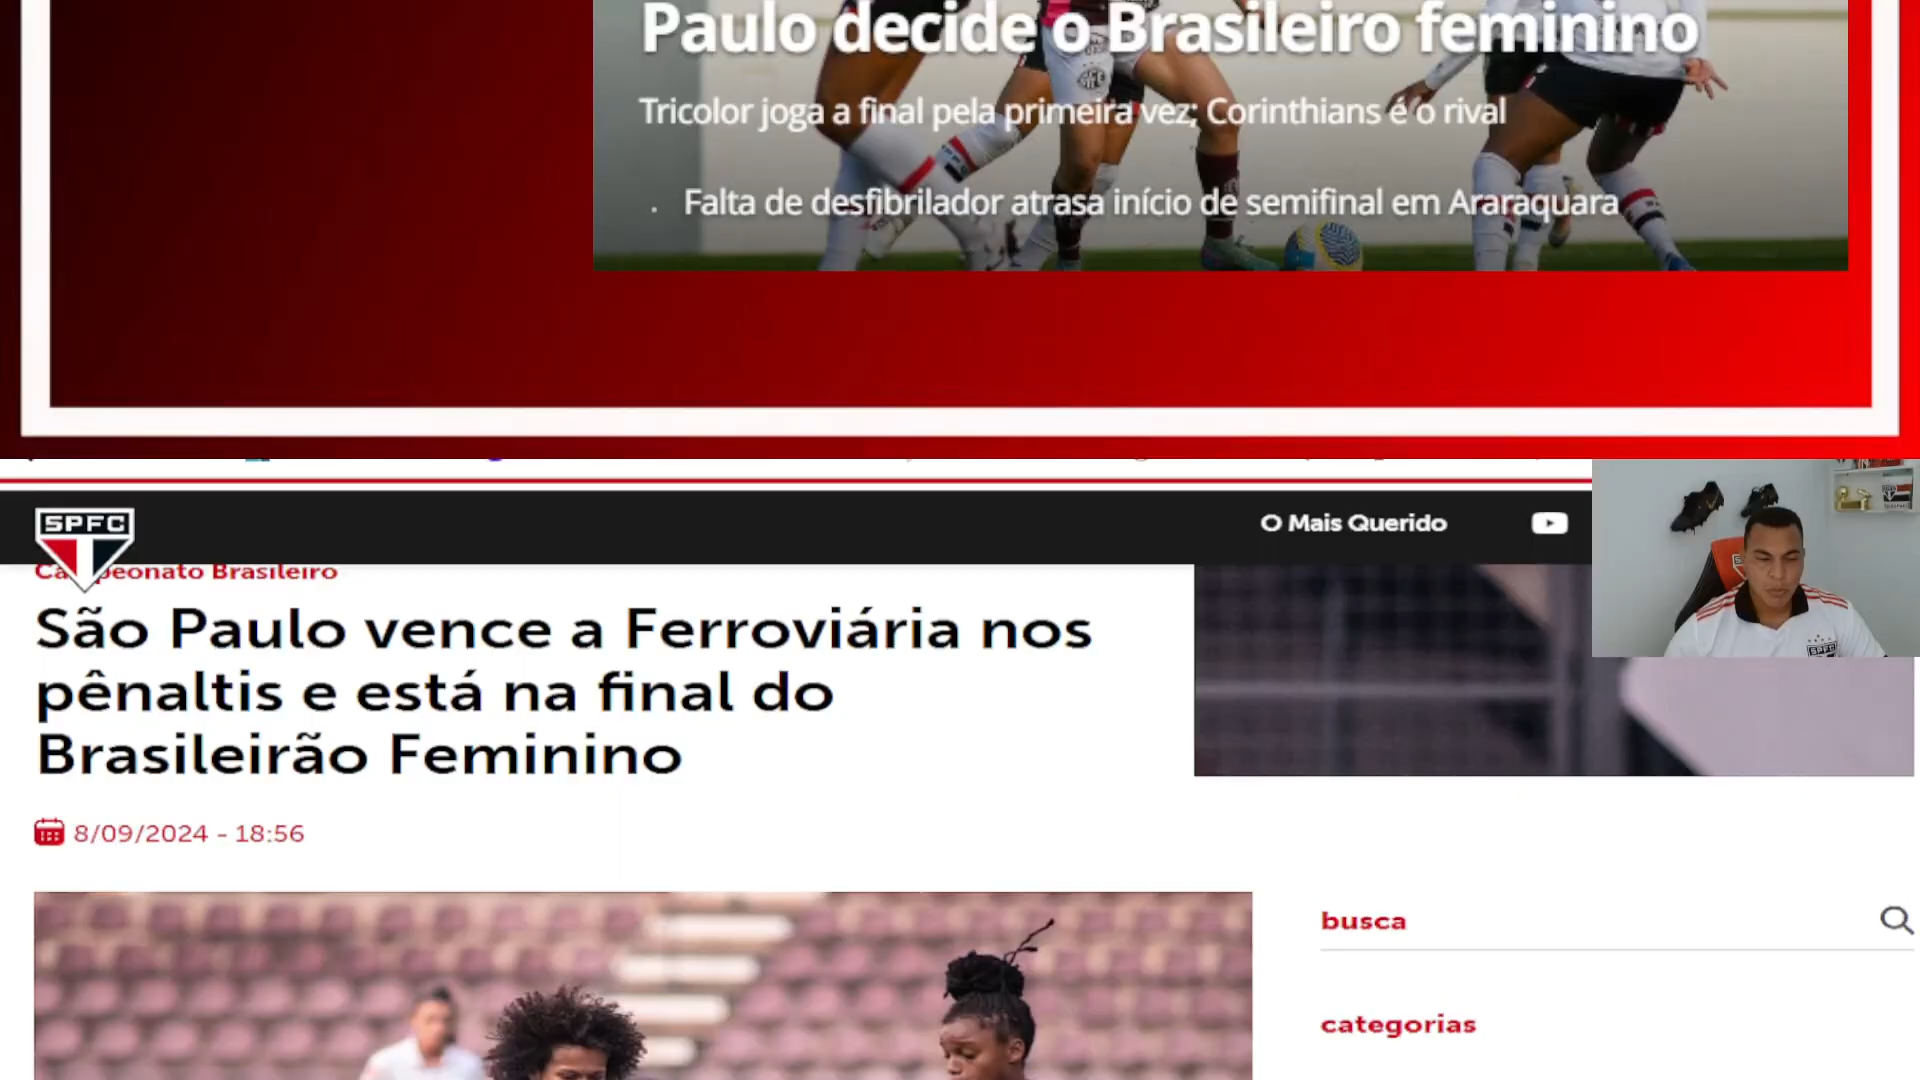 Paulo decide o Brasileiro feminino
Tricolor joga a final pela primeira vez; Corinthians é o rival
. Falta de desfibrilador atrasa início de semifinal em Araraquara
SPFC
O Mais Querido
Campeonato Brasileiro
São Paulo vence a Ferroviária nos
pênaltis e está na final do
Brasileirão Feminino
8/09/2024 - 18:56
SPFC
busca
categorias